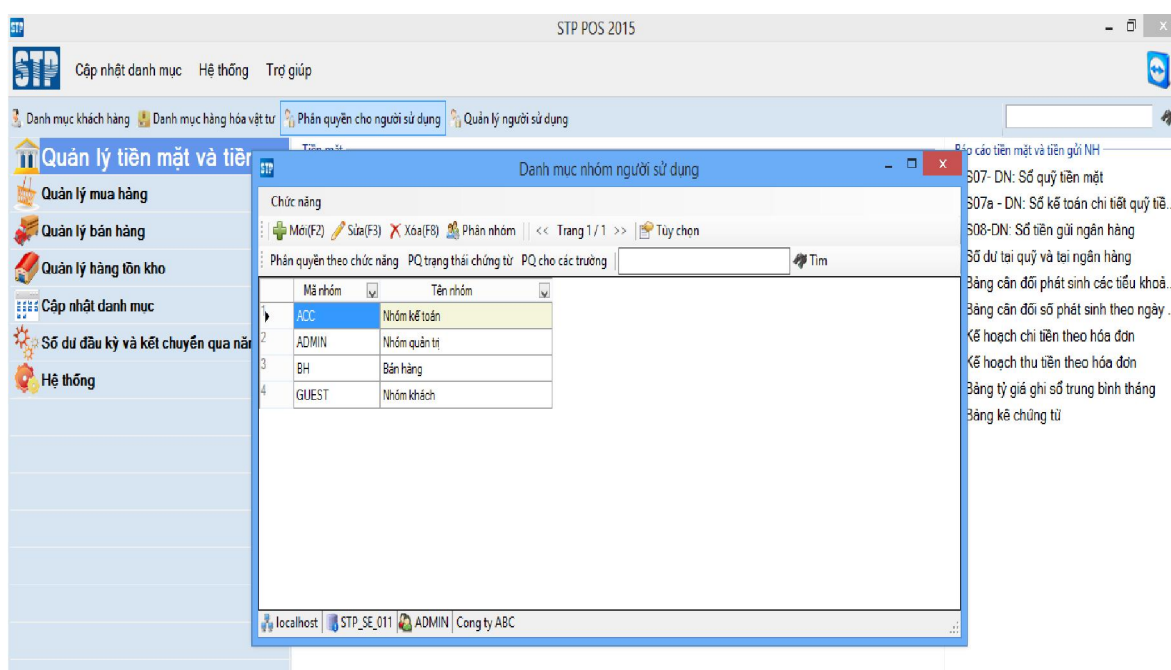 STP
STP POS 2015
STP
Cập nhật danh mục Hệ thống Trợ giúp
Danh mục khách hàng Danh mục hàng hóa vật tư Phân quyền cho người sử dụng Quản lý người sử dụng
Quản lý tiền mặt và tiền
Quản lý mua hàng
Quản lý bán hàng
Quản lý hàng tồn kho
Cập nhật danh mục
Số dư đầu kỳ và kết chuyển qua năm
Hệ thống
Tiền mặt
STP
Danh mục nhóm người sử dụng
Chức năng
Mới(F2) Sửa(F3) Xóa(F8) Phân nhóm << Trang 1 / 1 >> Tùy chọn
Phân quyền theo chức năng PQ trạng thái chứng từ PQ cho các trường Tìm
Mã nhóm Tên nhóm
1 ACC Nhóm kế toán
2 ADMIN Nhóm quản trị
3 BH Bán hàng
4 GUEST Nhóm khách
localhost STP_SE_011 ADMIN Cong ty ABC
Báo cáo tiền mặt và tiền gửi NH
S07- DN: Sổ quỹ tiền mặt
S07a - DN: Sổ kế toán chi tiết quỹ tiề..
S08-DN: Sổ tiền gửi ngân hàng
Số dư tại quỹ và tại ngân hàng
Bảng cân đối phát sinh các tiểu khoả..
Bảng cân đối số phát sinh theo ngày .
Kế hoạch chi tiền theo hóa đơn
Kế hoạch thu tiền theo hóa đơn
Bảng tỷ giá ghi sổ trung bình tháng
Bảng kê chứng từ